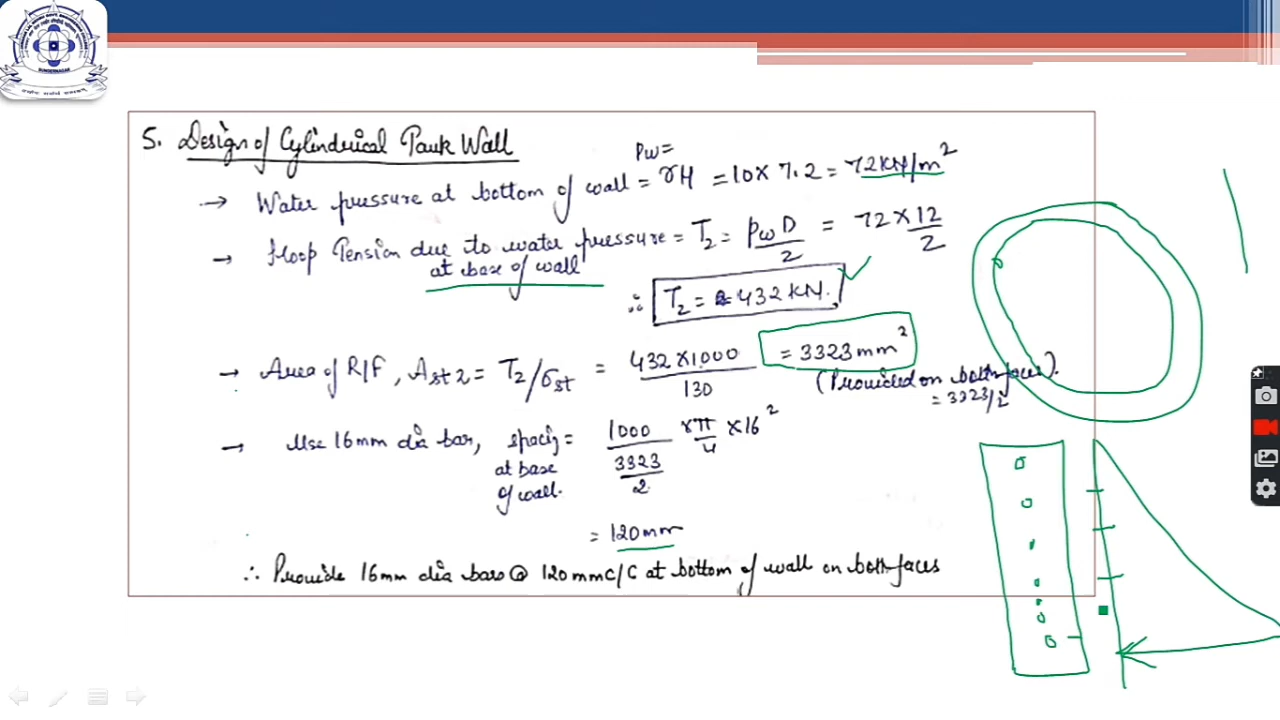 5. Design of Cylinderical Tank Wall
Pw=
→ Water pressure at bottom of wall = γH = 10 × 7.2 = 72 KN/m²
→ Hoop Tension due to water pressure = T₂ = PwD/2 = 72 × 12/2
at base of wall
∴ T₂ = 432 KN.
→ Area of R/F, Ast2 = T₂/σst = 432×1000/130 = 3323 mm²
(Provided on both faces).
= 3323/2
→ Use 16mm dia bar, spacig = 1000/(3323/2) × π/4 × 16²
at base
of wall.
= 120mm
∴ Provide 16mm dia bars @ 120mm C/C at bottom of wall on both faces